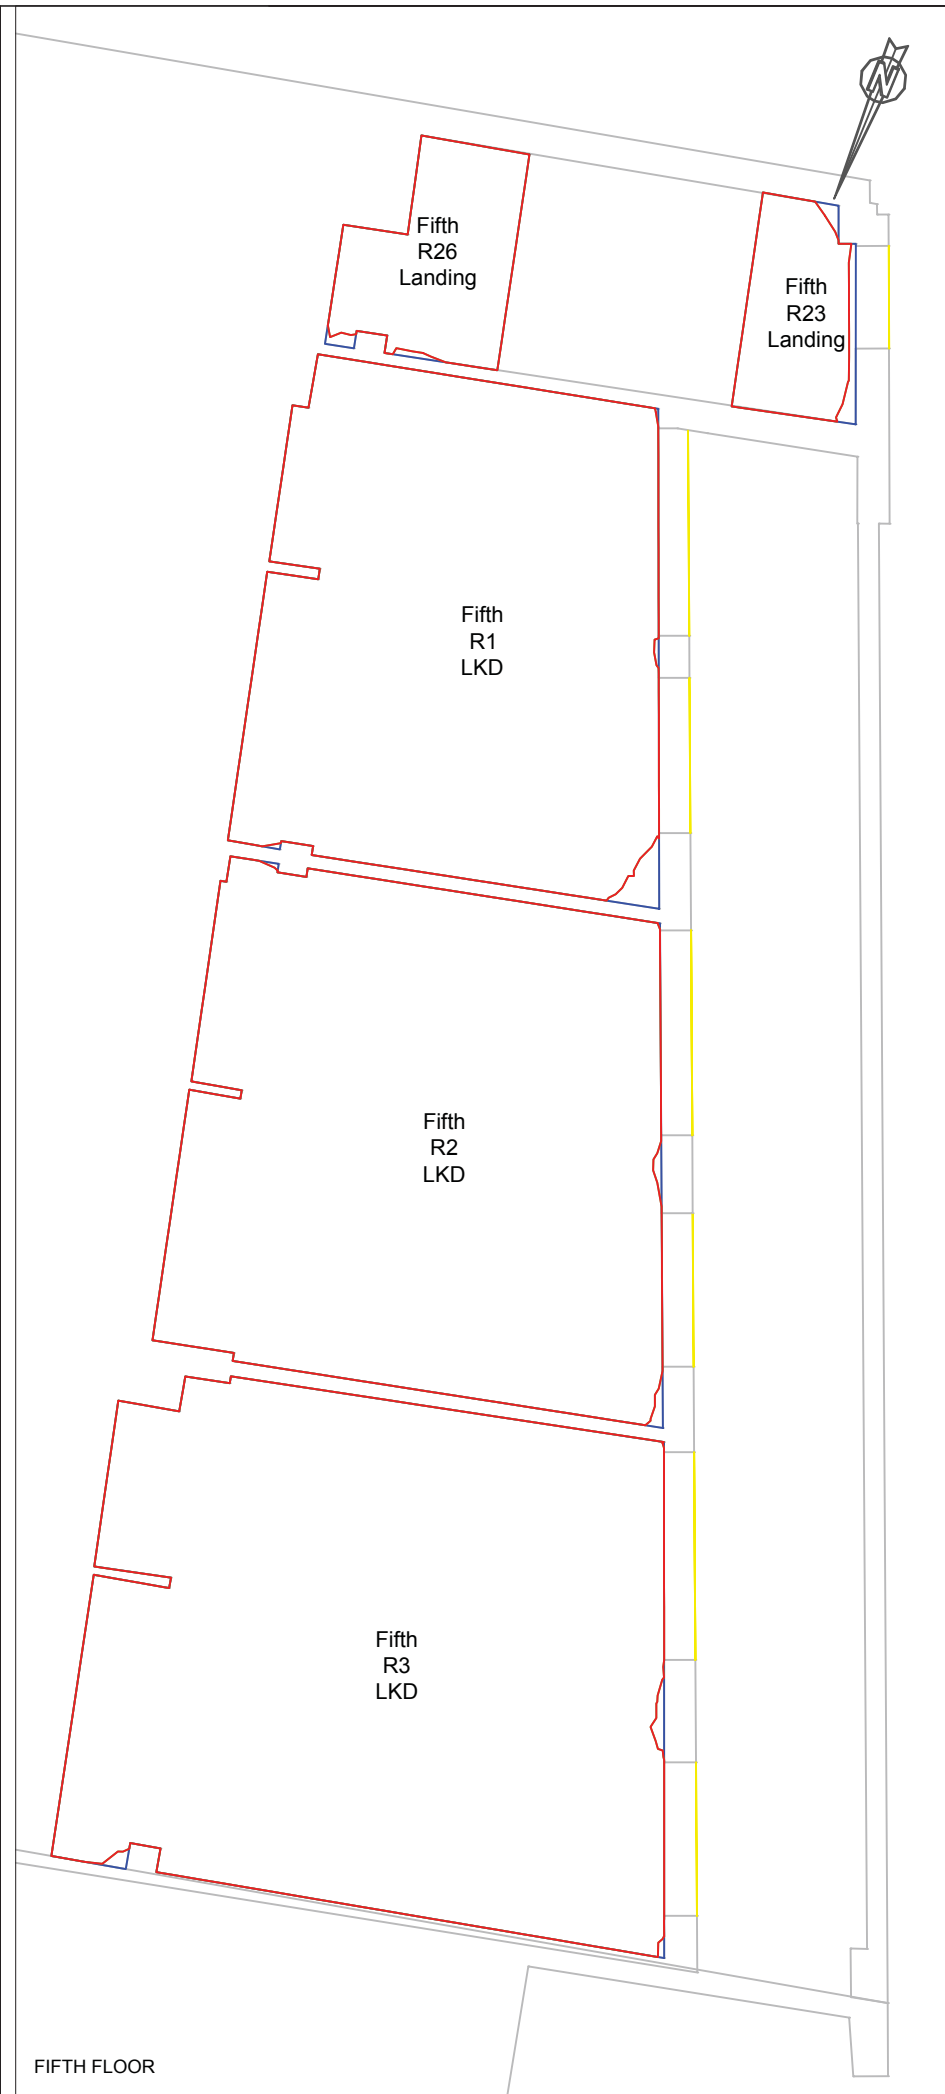 N
Fifth
R26
Landing
Fifth
R23
Landing
Fifth
R1
LKD
Fifth
R2
LKD
Fifth
R3
LKD
FIFTH FLOOR